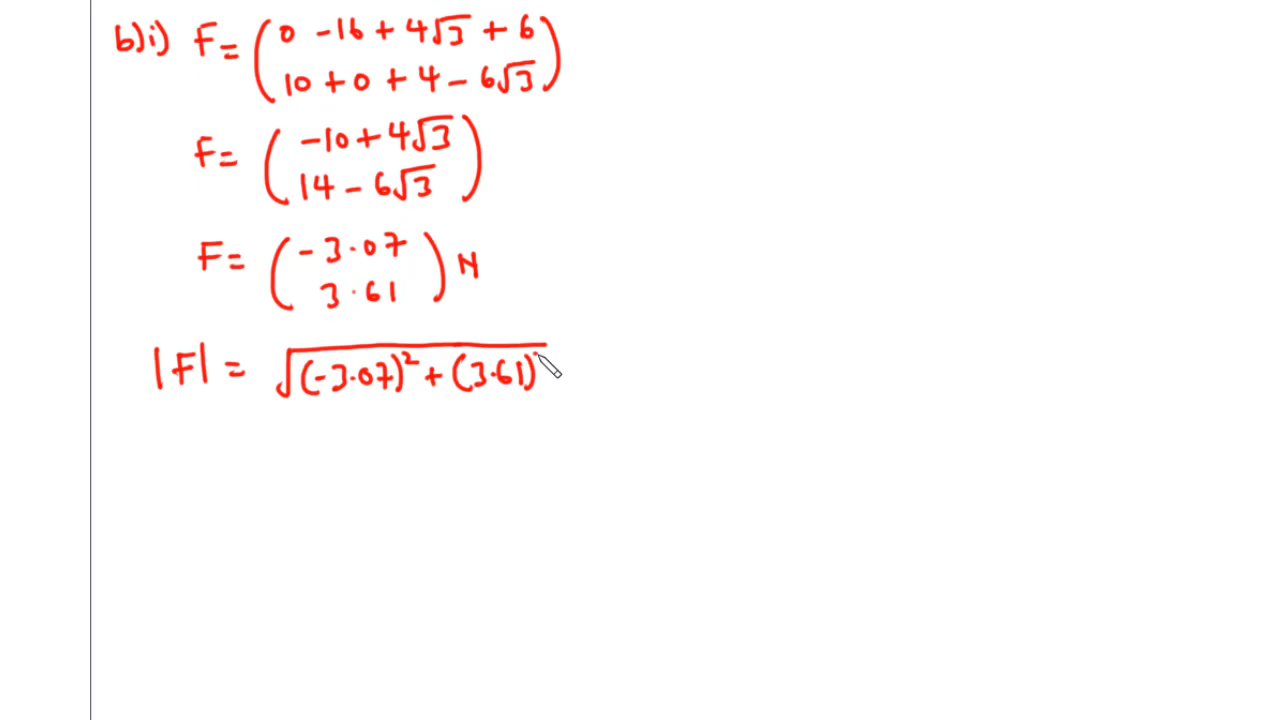 b)i) F = ( 0 -16 + 4√3 + 6
10 + 0 + 4 - 6√3 )
F = ( -10 + 4√3
14 - 6√3 )
F = ( -3.07
3.61 ) N
|F| = √(-3.07)² + (3.61)